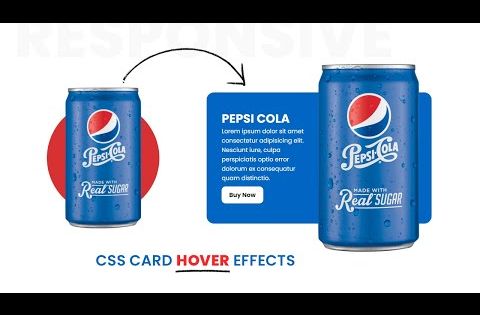 RESPONSIVE
PEPSI-COLA
MADE WITH
Real SUGAR
PEPSI COLA
Lorem ipsum dolor sit amet
consectetur adipisicing elit.
Nesciunt iure, culpa
perspiciatis optio error
dolorum ex consequatur
quam distinctio.
Buy Now
PEPSI-COLA
MADE WITH
Real SUGAR
CSS CARD HOVER EFFECTS